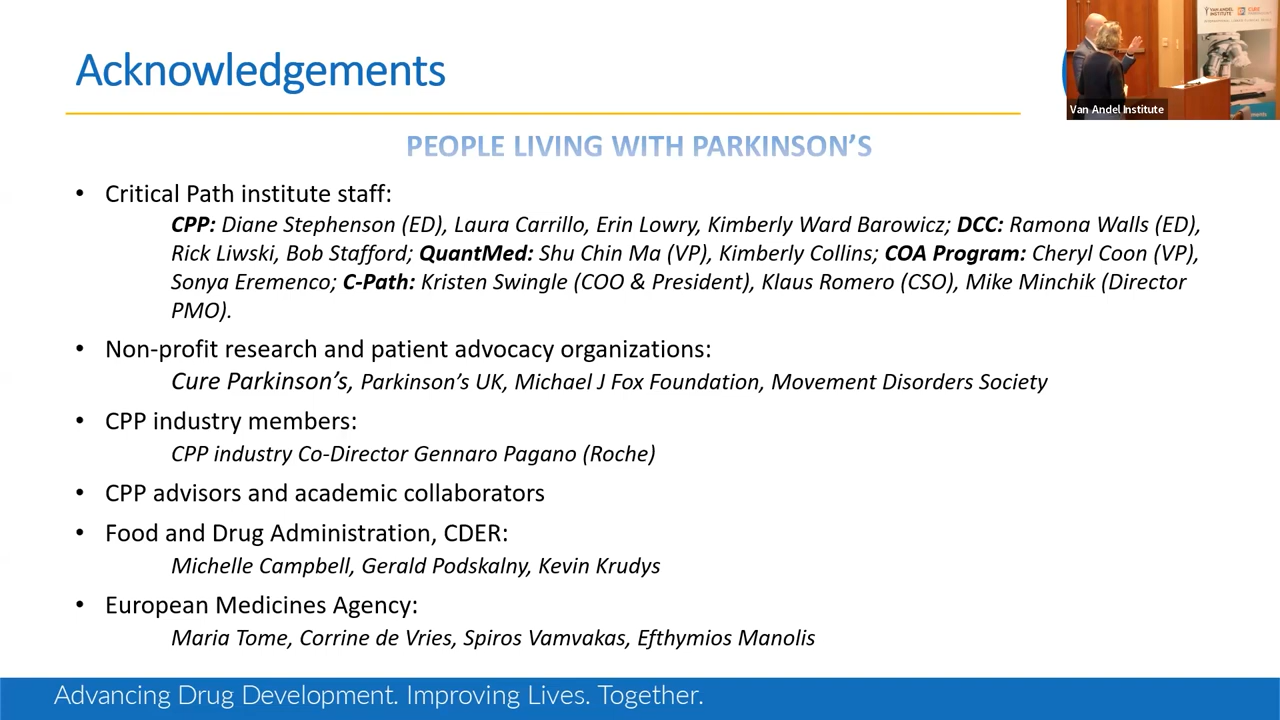 Acknowledgements
VAN ANDEL
INSTITUTE
CURE
Van Andel Institute
PEOPLE LIVING WITH PARKINSON’S
• Critical Path institute staff:
CPP: Diane Stephenson (ED), Laura Carrillo, Erin Lowry, Kimberly Ward Barowicz; DCC: Ramona Walls (ED),
Rick Liwski, Bob Stafford; QuantMed: Shu Chin Ma (VP), Kimberly Collins; COA Program: Cheryl Coon (VP),
Sonya Eremenco; C-Path: Kristen Swingle (COO & President), Klaus Romero (CSO), Mike Minchik (Director
PMO).
• Non-profit research and patient advocacy organizations:
Cure Parkinson’s, Parkinson’s UK, Michael J Fox Foundation, Movement Disorders Society
• CPP industry members:
CPP industry Co-Director Gennaro Pagano (Roche)
• CPP advisors and academic collaborators
• Food and Drug Administration, CDER:
Michelle Campbell, Gerald Podskalny, Kevin Krudys
• European Medicines Agency:
Maria Tome, Corrine de Vries, Spiros Vamvakas, Efthymios Manolis
Advancing Drug Development. Improving Lives. Together.